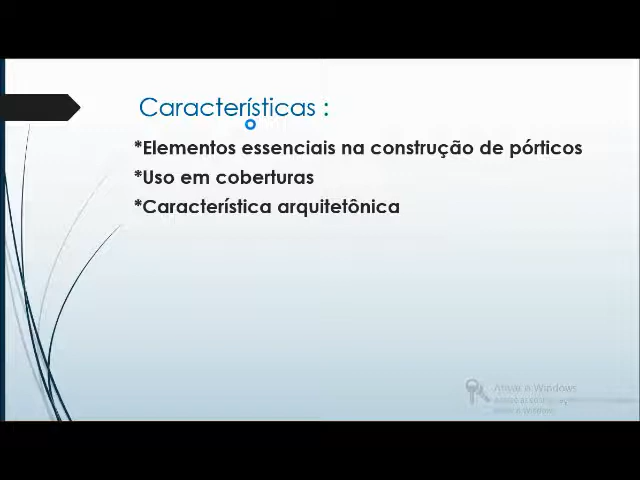 Características :
*Elementos essenciais na construção de pórticos
*Uso em coberturas
*Característica arquitetônica
Ativar o Windows